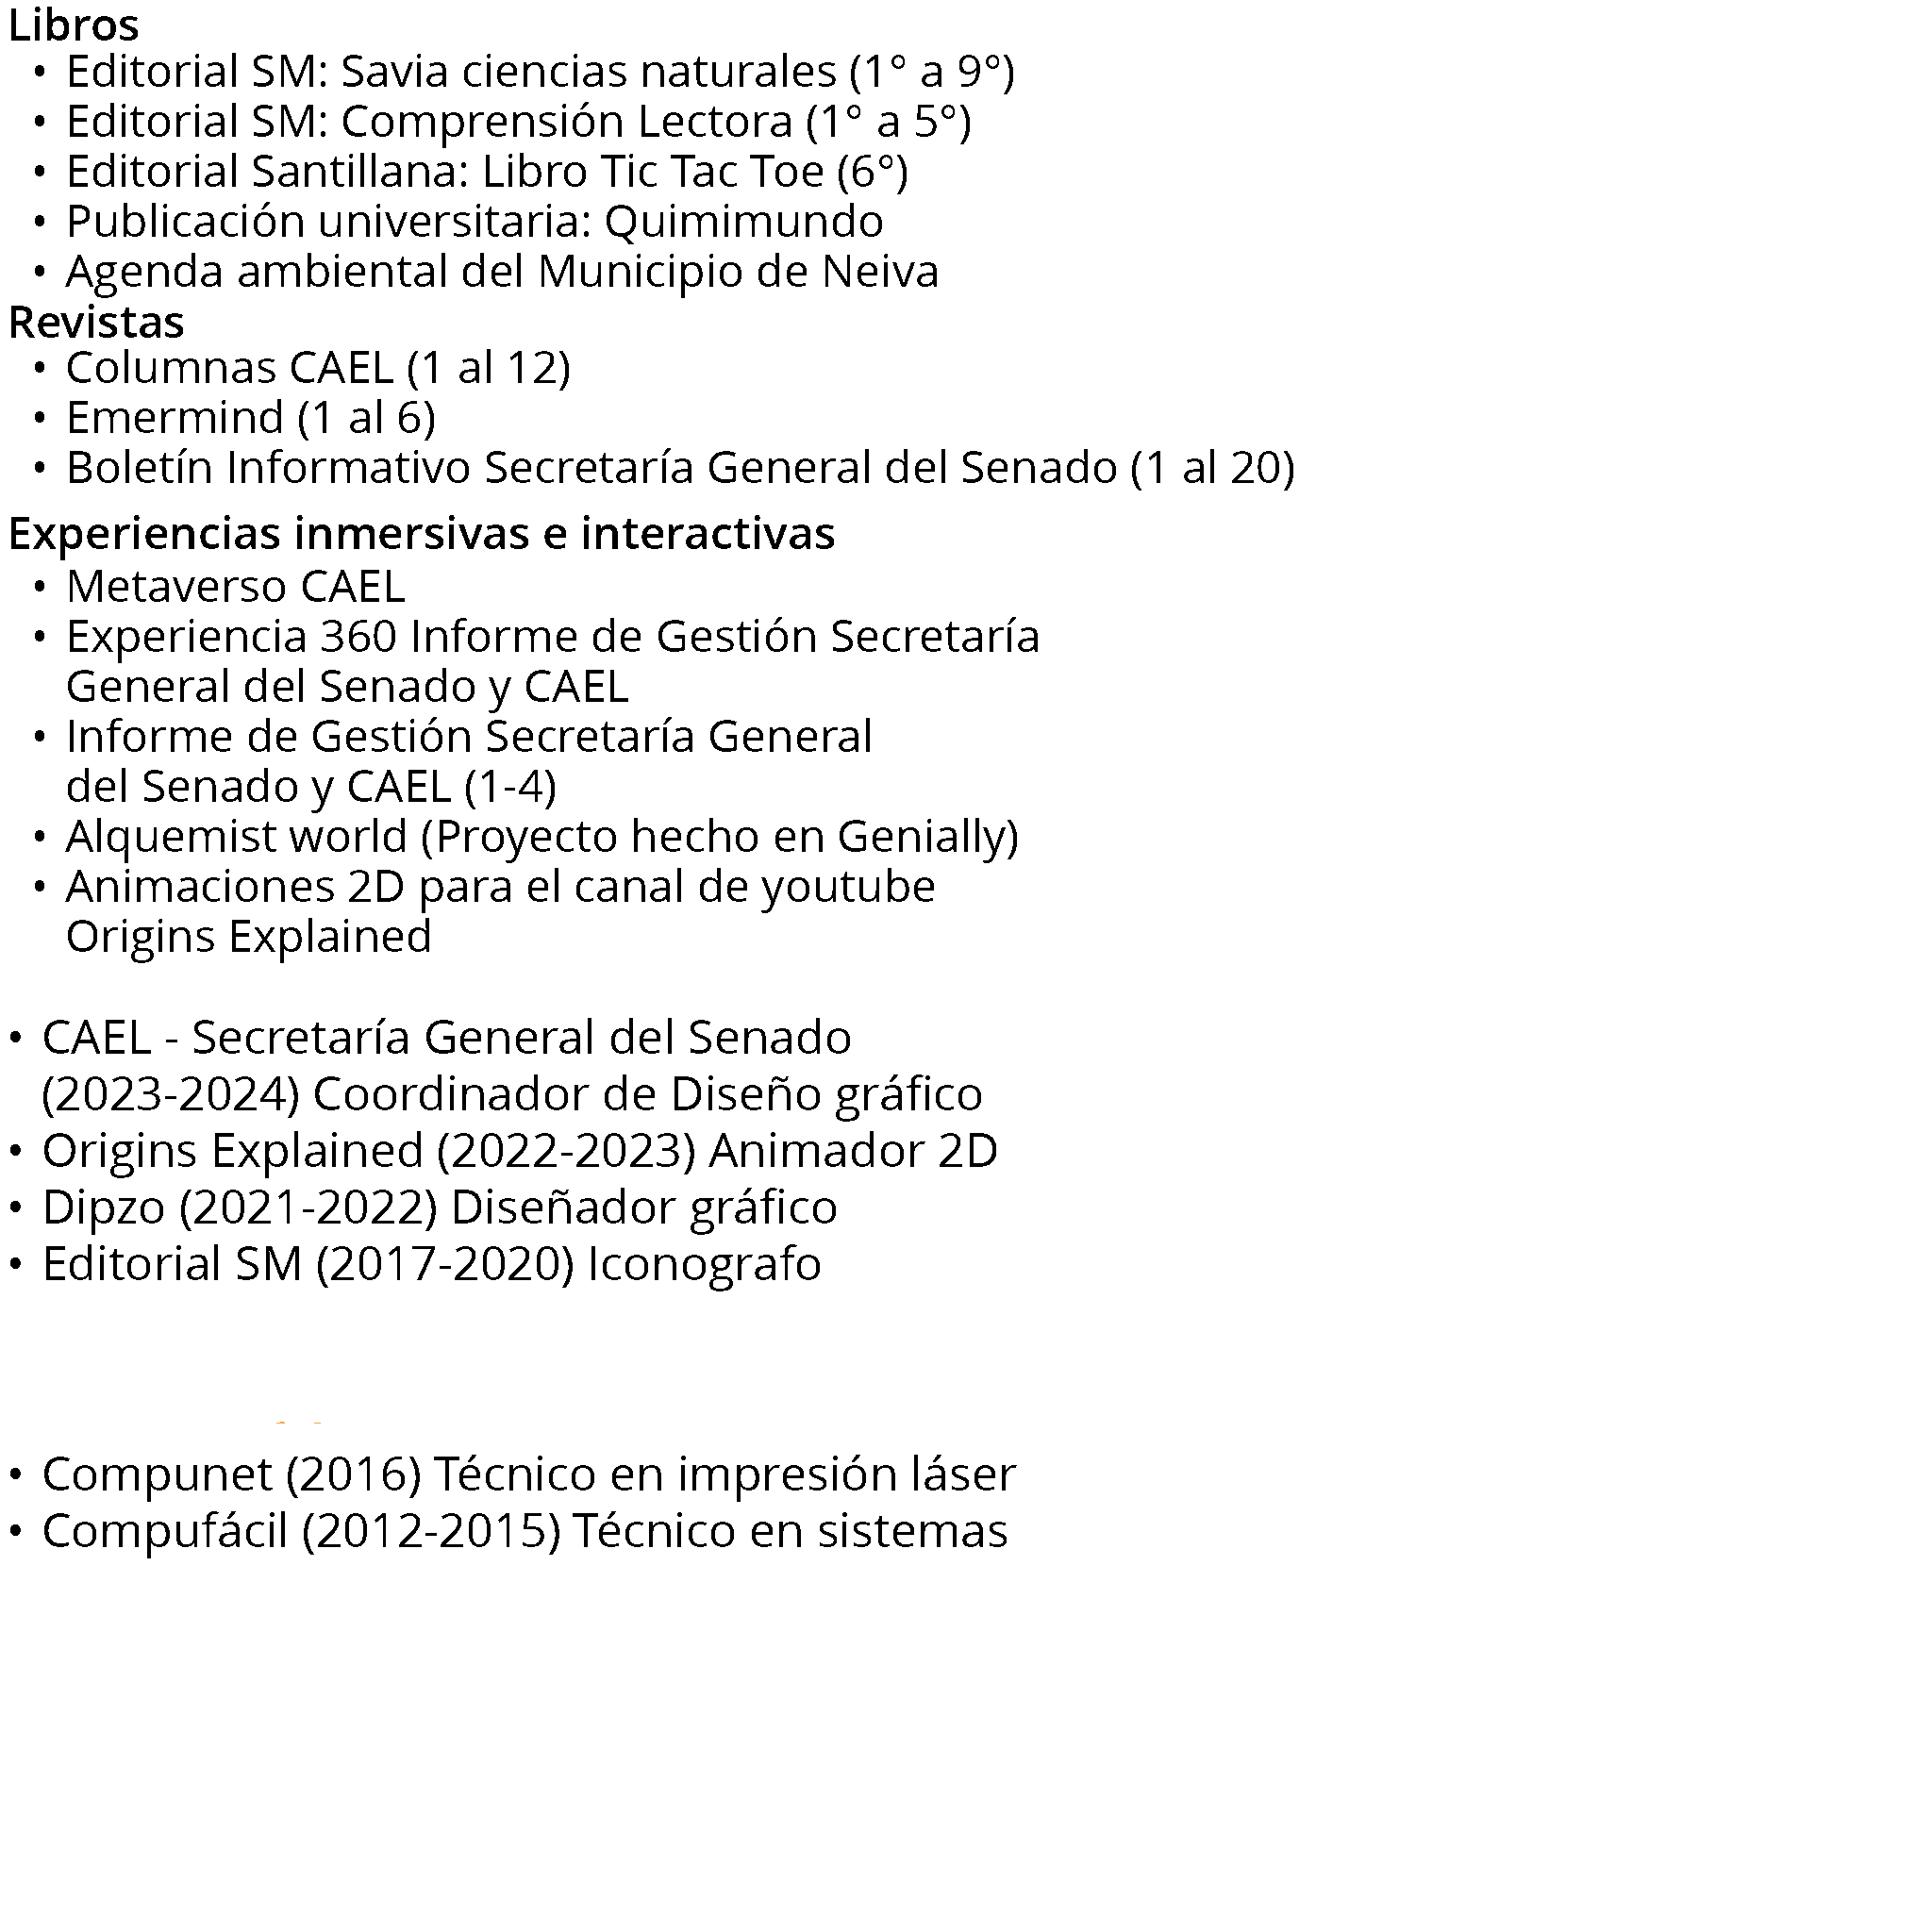 Libros
• Editorial SM: Savia ciencias naturales (1° a 9°)
• Editorial SM: Comprensión Lectora (1° a 5°)
• Editorial Santillana: Libro Tic Tac Toe (6°)
• Publicación universitaria: Quimimundo
• Agenda ambiental del Municipio de Neiva
Revistas
• Columnas CAEL (1 al 12)
• Emermind (1 al 6)
• Boletín Informativo Secretaría General del Senado (1 al 20)
Experiencias inmersivas e interactivas
• Metaverso CAEL
• Experiencia 360 Informe de Gestión Secretaría
General del Senado y CAEL
• Informe de Gestión Secretaría General
del Senado y CAEL (1-4)
• Alquemist world (Proyecto hecho en Genially)
• Animaciones 2D para el canal de youtube
Origins Explained
• CAEL - Secretaría General del Senado
(2023-2024) Coordinador de Diseño gráfico
• Origins Explained (2022-2023) Animador 2D
• Dipzo (2021-2022) Diseñador gráfico
• Editorial SM (2017-2020) Iconografo
• Compunet (2016) Técnico en impresión láser
• Compufácil (2012-2015) Técnico en sistemas